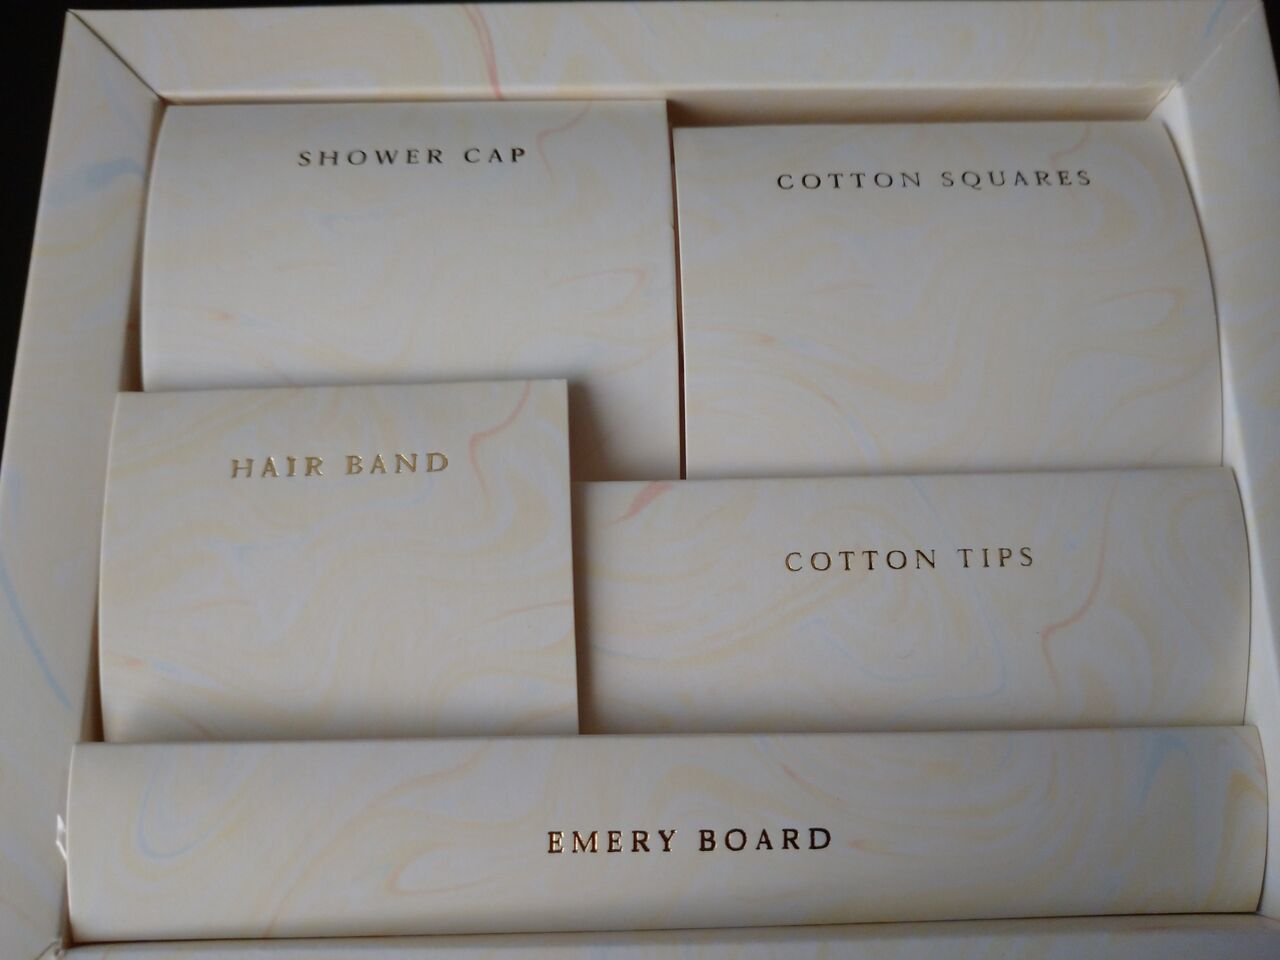 SHOWER CAP
COTTON SQUARES
HAIR BAND
COTTON TIPS
EMERY BOARD